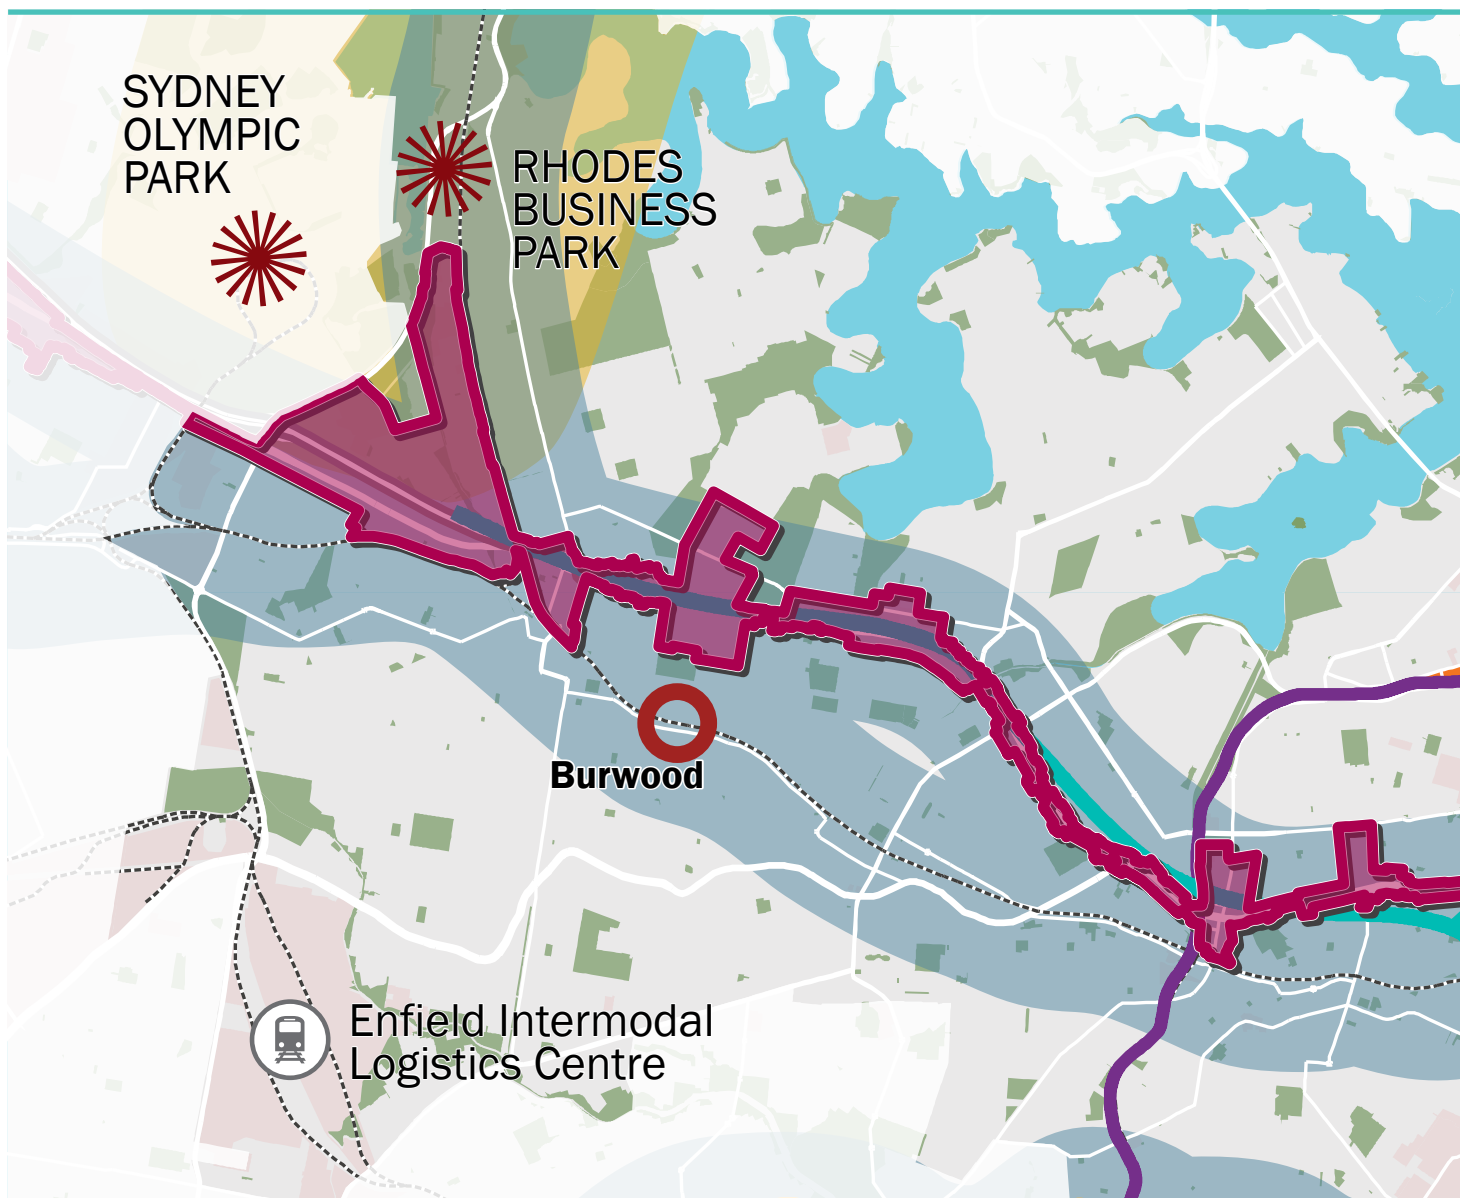 SYDNEY
OLYMPIC
PARK
RHODES
BUSINESS
PARK
Burwood
Enfield Intermodal
Logistics Centre